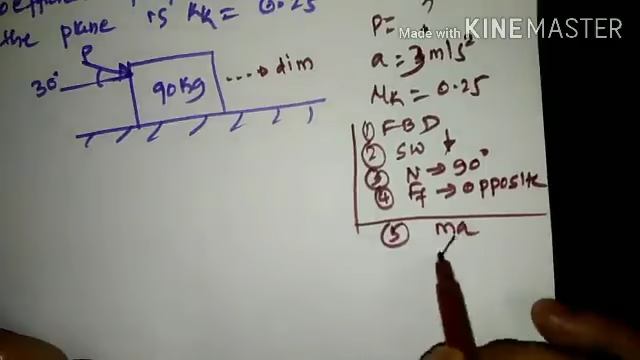 the plane is μk = 0.25
P
30°
90Kg
dim
P = ?
a = 3 m/s²
μk = 0.25
① FBD
② SW ↓
③ N → 90°
④ Ff → opposite
⑤ ma
Made with KINEMASTER